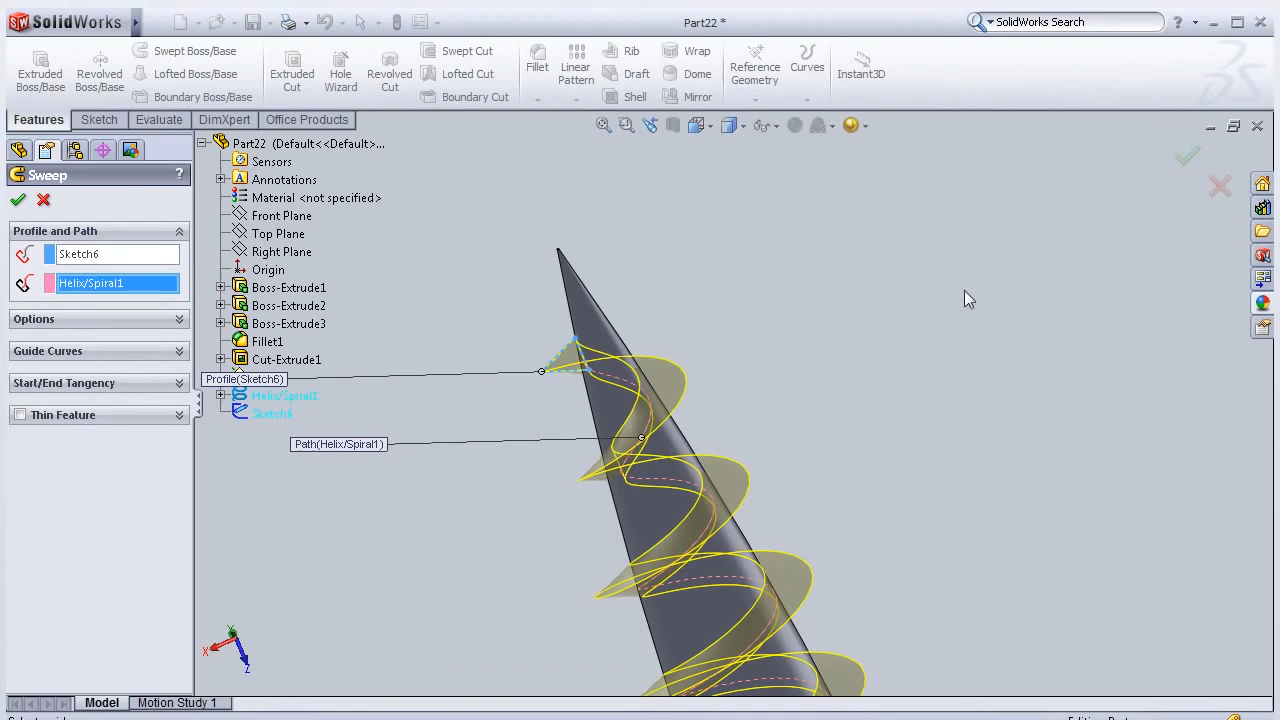 SolidWorks
Part22 *
SolidWorks Search
?
Extruded Boss/Base
Revolved Boss/Base
Swept Boss/Base
Lofted Boss/Base
Boundary Boss/Base
Extruded Cut
Hole Wizard
Revolved Cut
Swept Cut
Lofted Cut
Boundary Cut
Fillet
Linear Pattern
Rib
Draft
Shell
Wrap
Dome
Mirror
Reference Geometry
Curves
Instant3D
Features
Sketch
Evaluate
DimXpert
Office Products
Sweep
?
Profile and Path
Sketch6
Helix/Spiral1
Options
Guide Curves
Start/End Tangency
Thin Feature
Part22 (Default<<Default>...
Sensors
A Annotations
Material <not specified>
Front Plane
Top Plane
Right Plane
Origin
Boss-Extrude1
Boss-Extrude2
Boss-Extrude3
Fillet1
Cut-Extrude1
Helix/Spiral1
Sketch6
Profile(Sketch6)
Path(Helix/Spiral1)
Y
X
Z
Model
Motion Study 1